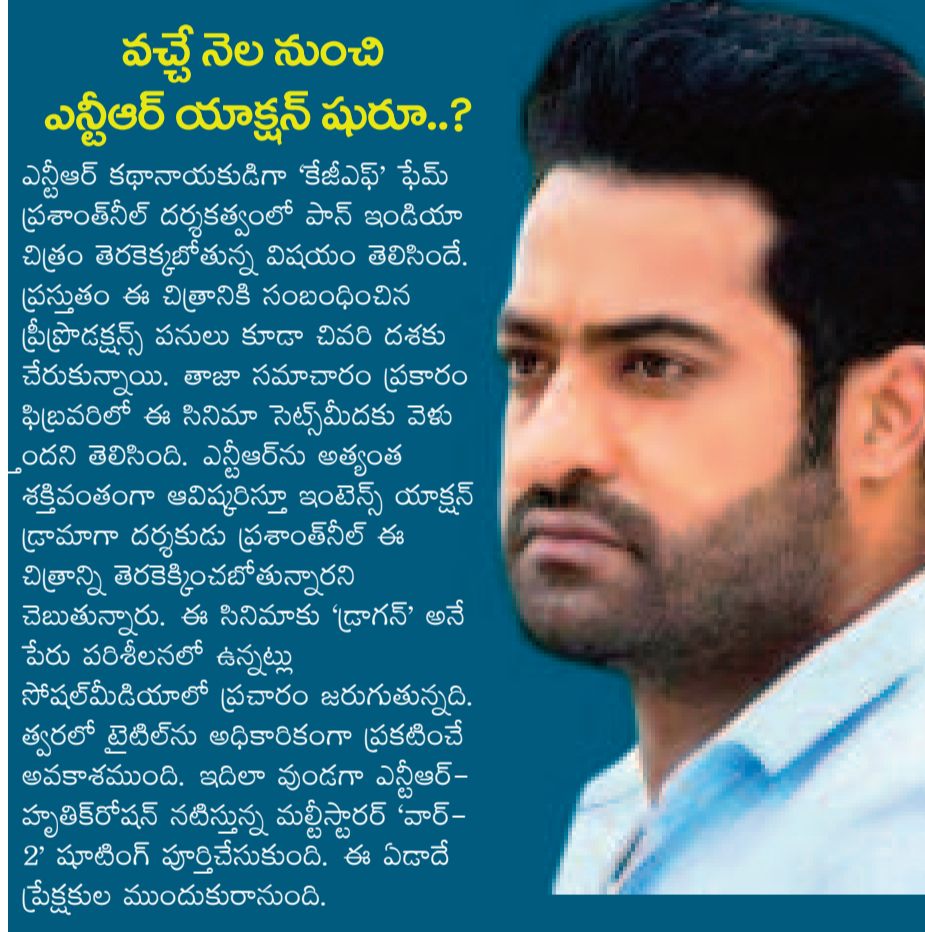 వచ్చే నెల నుంచి
ఎన్టీఆర్ యాక్షన్ షురూ..?
ఎన్టీఆర్ కథానాయకుడిగా ‘కేజీఎఫ్’ ఫేమ్
ప్రశాంత్‌నీల్ దర్శకత్వంలో పాన్ ఇండియా
చిత్రం తెరకెక్కబోతున్న విషయం తెలిసిందే.
ప్రస్తుతం ఈ చిత్రానికి సంబంధించిన
ప్రీప్రొడక్షన్స్ పనులు కూడా చివరి దశకు
చేరుకున్నాయి. తాజా సమాచారం ప్రకారం
ఫిబ్రవరిలో ఈ సినిమా సెట్స్‌మీదకు వెళు
్తందని తెలిసింది. ఎన్టీఆర్‌ను అత్యంత
శక్తివంతంగా ఆవిష్కరిస్తూ ఇంటెన్స్ యాక్షన్
డ్రామాగా దర్శకుడు ప్రశాంత్‌నీల్ ఈ
చిత్రాన్ని తెరకెక్కించబోతున్నారని
చెబుతున్నారు. ఈ సినిమాకు ‘డ్రాగన్’ అనే
పేరు పరిశీలనలో ఉన్నట్లు
సోషల్‌మీడియాలో ప్రచారం జరుగుతున్నది.
త్వరలో టైటిల్‌ను అధికారికంగా ప్రకటించే
అవకాశముంది. ఇదిలా వుండగా ఎన్టీఆర్-
హృతిక్‌రోషన్ నటిస్తున్న మల్టీస్టారర్ ‘వార్-
2’ షూటింగ్ పూర్తిచేసుకుంది. ఈ ఏడాదే
ప్రేక్షకుల ముందుకురానుంది.